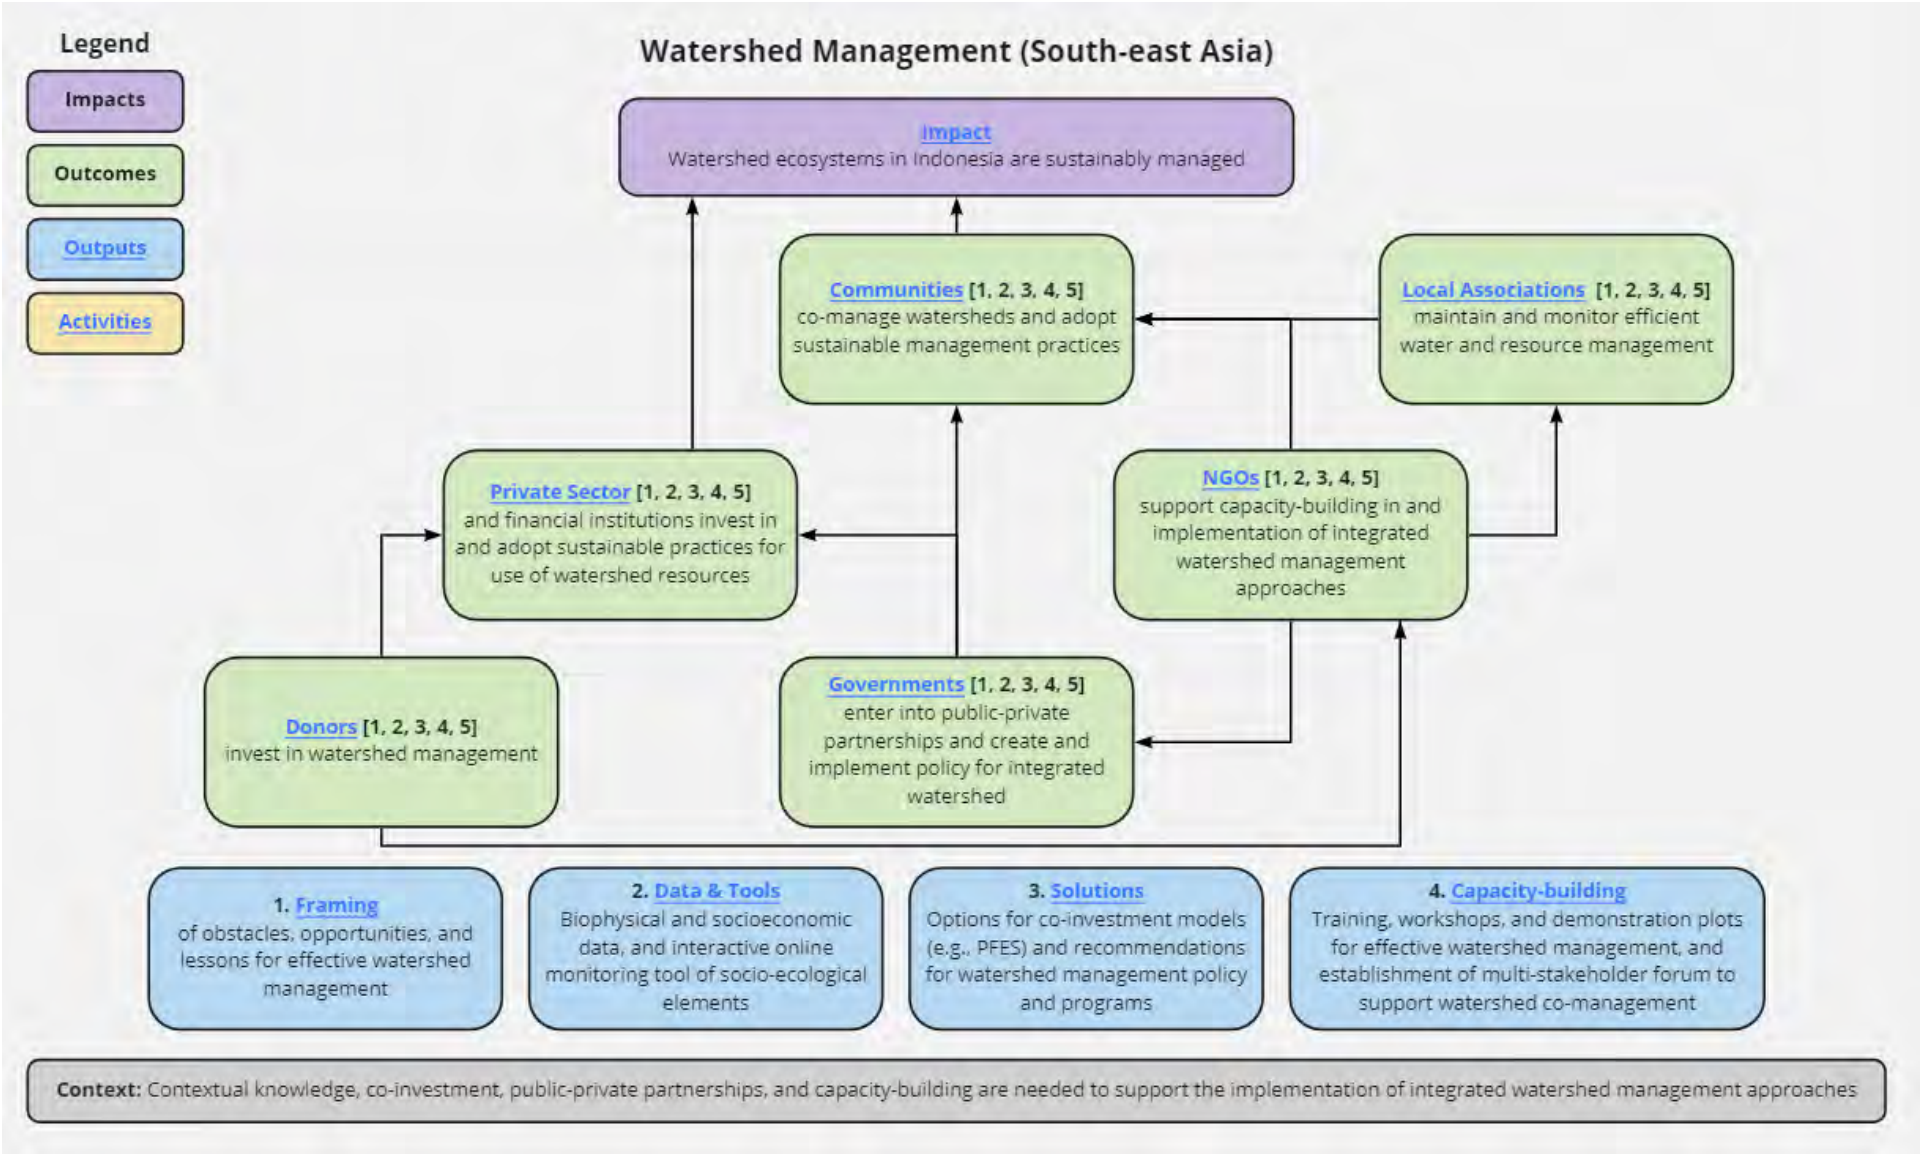 Legend
Impacts
Outcomes
Outputs
Activities
Watershed Management (South-east Asia)
Impact
Watershed ecosystems in Indonesia are sustainably managed
Communities [1, 2, 3, 4, 5]
co-manage watersheds and adopt
sustainable management practices
Local Associations [1, 2, 3, 4, 5]
maintain and monitor efficient
water and resource management
Private Sector [1, 2, 3, 4, 5]
and financial institutions invest in
and adopt sustainable practices for
use of watershed resources
NGOs [1, 2, 3, 4, 5]
support capacity-building in and
implementation of integrated
watershed management
approaches
Donors [1, 2, 3, 4, 5]
invest in watershed management
Governments [1, 2, 3, 4, 5]
enter into public-private
partnerships and create and
implement policy for integrated
watershed
1. Framing
of obstacles, opportunities, and
lessons for effective watershed
management
2. Data & Tools
Biophysical and socioeconomic
data, and interactive online
monitoring tool of socio-ecological
elements
3. Solutions
Options for co-investment models
(e.g., PFES) and recommendations
for watershed management policy
and programs
4. Capacity-building
Training, workshops, and demonstration plots
for effective watershed management, and
establishment of multi-stakeholder forum to
support watershed co-management
Context: Contextual knowledge, co-investment, public-private partnerships, and capacity-building are needed to support the implementation of integrated watershed management approaches